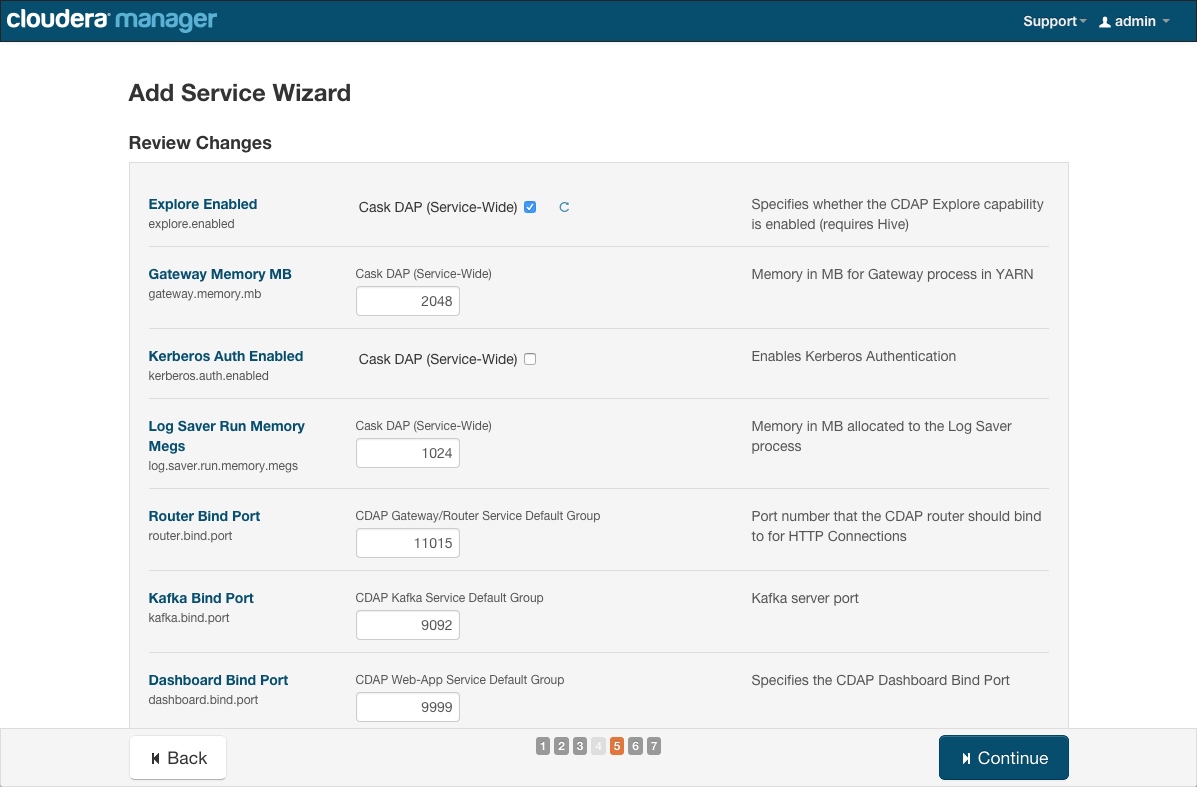 cloudera manager
Support admin
Add Service Wizard
Review Changes
Explore Enabled
explore.enabled
Cask DAP (Service-Wide)
Specifies whether the CDAP Explore capability
is enabled (requires Hive)
Gateway Memory MB
gateway.memory.mb
Cask DAP (Service-Wide)
2048
Memory in MB for Gateway process in YARN
Kerberos Auth Enabled
kerberos.auth.enabled
Cask DAP (Service-Wide)
Enables Kerberos Authentication
Log Saver Run Memory
Megs
log.saver.run.memory.megs
Cask DAP (Service-Wide)
1024
Memory in MB allocated to the Log Saver
process
Router Bind Port
router.bind.port
CDAP Gateway/Router Service Default Group
11015
Port number that the CDAP router should bind
to for HTTP Connections
Kafka Bind Port
kafka.bind.port
CDAP Kafka Service Default Group
9092
Kafka server port
Dashboard Bind Port
dashboard.bind.port
CDAP Web-App Service Default Group
9999
Specifies the CDAP Dashboard Bind Port
Back
1 2 3 4 5 6 7
Continue